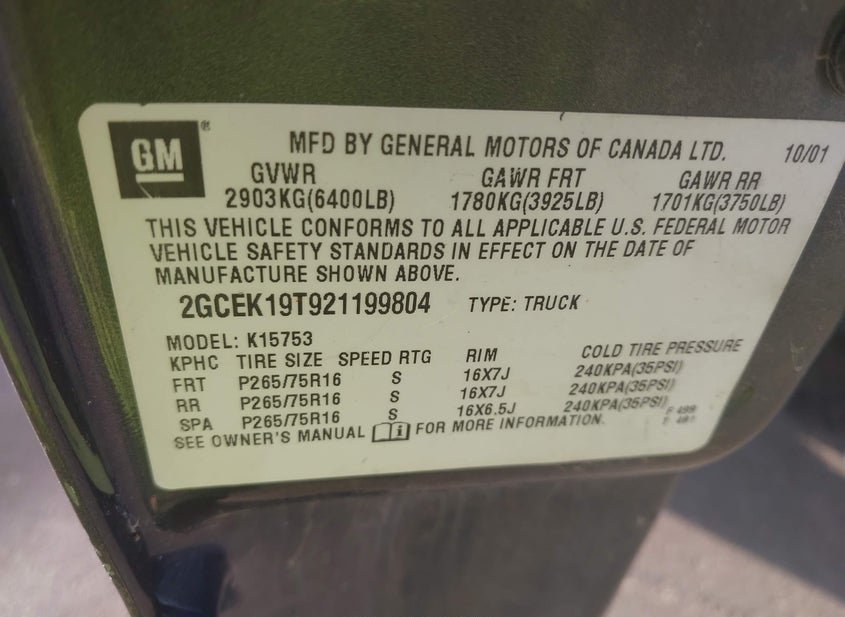 GM®
MFD BY GENERAL MOTORS OF CANADA LTD. 10/01
GVWR GAWR FRT GAWR RR
2903KG(6400LB) 1780KG(3925LB) 1701KG(3750LB)
THIS VEHICLE CONFORMS TO ALL APPLICABLE U.S. FEDERAL MOTOR
VEHICLE SAFETY STANDARDS IN EFFECT ON THE DATE OF
MANUFACTURE SHOWN ABOVE.
2GCEK19T921199804 TYPE: TRUCK
MODEL: K15753
KPHC TIRE SIZE SPEED RTG RIM COLD TIRE PRESSURE
FRT P265/75R16 S 16X7J 240KPA(35PSI)
RR P265/75R16 S 16X7J 240KPA(35PSI)
SPA P265/75R16 S 16X6.5J 240KPA(35PSI)
SEE OWNER'S MANUAL FOR MORE INFORMATION.